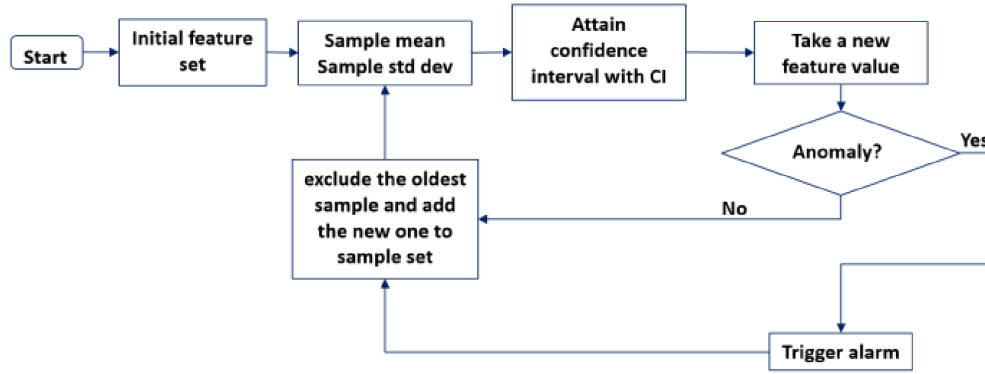 Start
Initial feature
set
Sample mean
Sample std dev
Attain
confidence
interval with CI
Take a new
feature value
Anomaly?
Yes
No
exclude the oldest
sample and add
the new one to
sample set
Trigger alarm